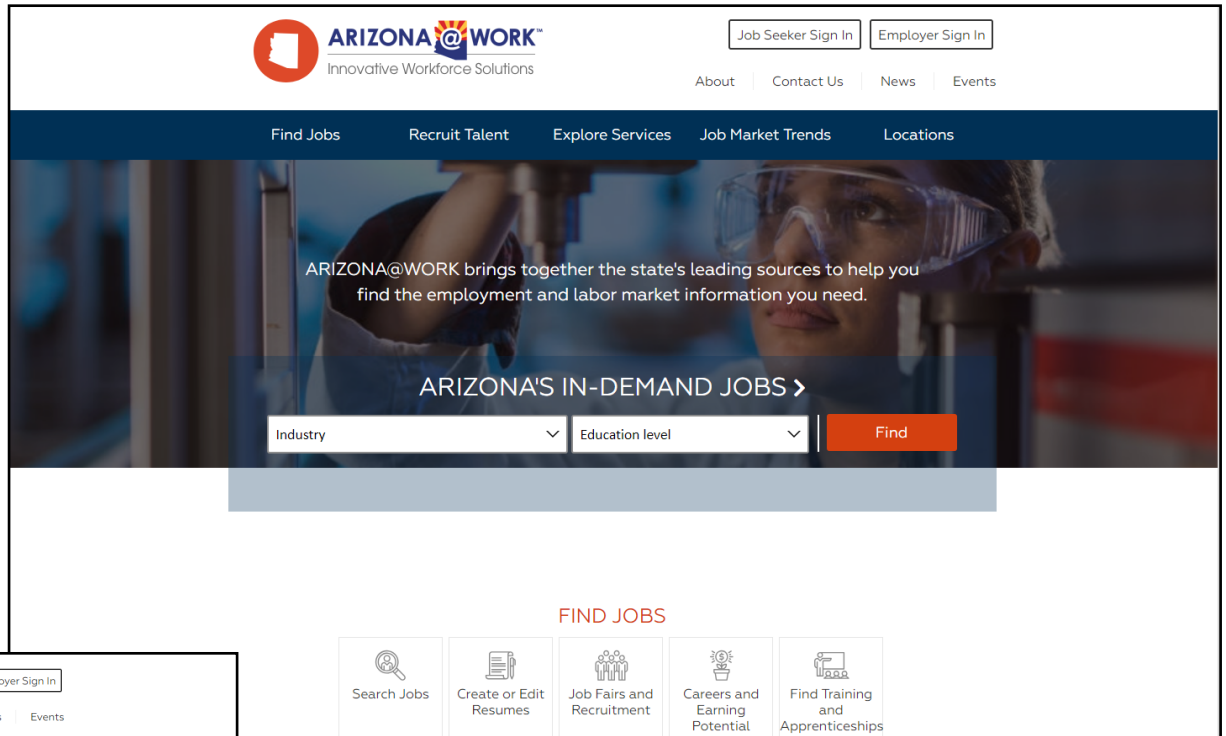 ARIZONA@WORK™
Innovative Workforce Solutions
Job Seeker Sign In Employer Sign In
About Contact Us News Events
Find Jobs Recruit Talent Explore Services Job Market Trends Locations
ARIZONA@WORK brings together the state's leading sources to help you
find the employment and labor market information you need.
ARIZONA'S IN-DEMAND JOBS
Industry Education level Find
FIND JOBS
Search Jobs
Create or Edit
Resumes
Job Fairs and
Recruitment
Careers and
Earning
Potential
Find Training
and
Apprenticeships
Sign In
Events